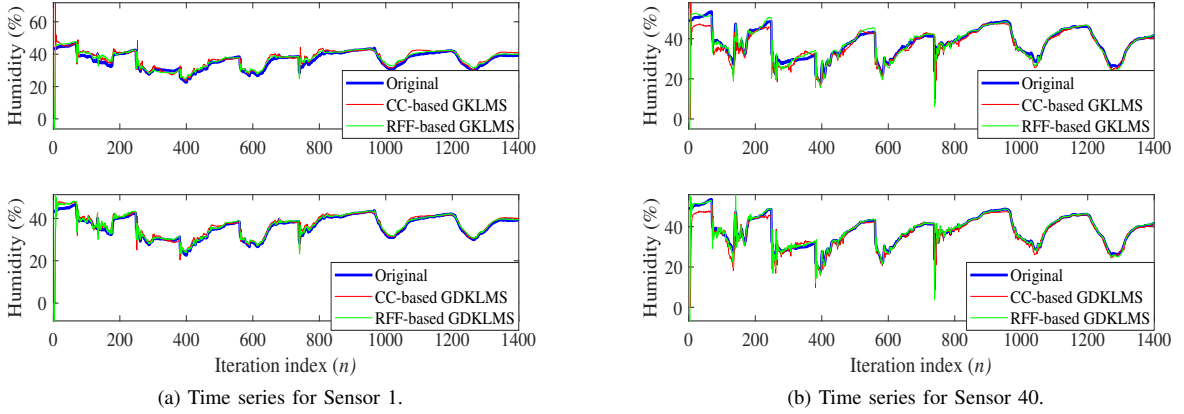 Humidity (%)
60
40
20
0
0 200 400 600 800 1000 1200 1400
Original
CC-based GKLMS
RFF-based GKLMS
Humidity (%)
40
20
0
0 200 400 600 800 1000 1200 1400
Original
CC-based GDKLMS
RFF-based GDKLMS
Iteration index (n)
(a) Time series for Sensor 1.
Humidity (%)
40
20
0
0 200 400 600 800 1000 1200 1400
Original
CC-based GKLMS
RFF-based GKLMS
Humidity (%)
40
20
0
0 200 400 600 800 1000 1200 1400
Original
CC-based GDKLMS
RFF-based GDKLMS
Iteration index (n)
(b) Time series for Sensor 40.